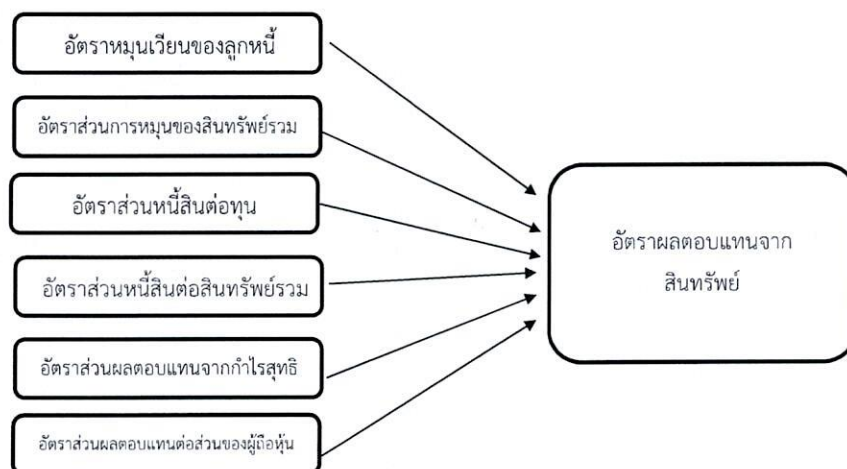 อัตราหมุนเวียนของลูกหนี้
อัตราส่วนการหมุนของสินทรัพย์รวม
อัตราส่วนหนี้สินต่อทุน
อัตราส่วนหนี้สินต่อสินทรัพย์รวม
อัตราส่วนผลตอบแทนจากกำไรสุทธิ
อัตราส่วนผลตอบแทนต่อส่วนของผู้ถือหุ้น
อัตราผลตอบแทนจาก
สินทรัพย์